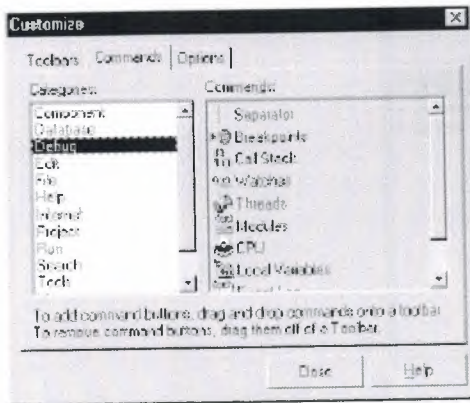 Customize
Toolbars Commands Options
Categories:
Component
Database
Debug
Edit
File
Help
Internet
Project
Run
Search
Tools
Commands:
Separator
Breakpoints
Call Stack
Watches
Threads
Modules
CPU
Local Variables
To add command buttons, drag and drop commands onto a toolbar.
To remove command buttons, drag them off of a Toolbar.
Close Help